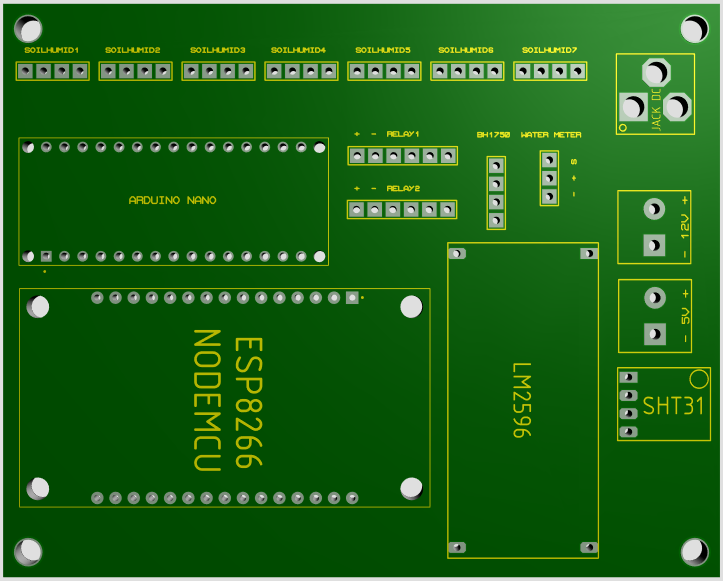 SOILHUMID1 SOILHUMID2 SOILHUMID3 SOILHUMID4 SOILHUMID5 SOILHUMID6 SOILHUMID7
JACK DC
+ - RELAY1
BH1750 WATER METER
S
+
-
ARDUINO NANO
+ - RELAY2
- 12V +
- 5V +
ESP8266
NODEMCU
LM2596
SHT31